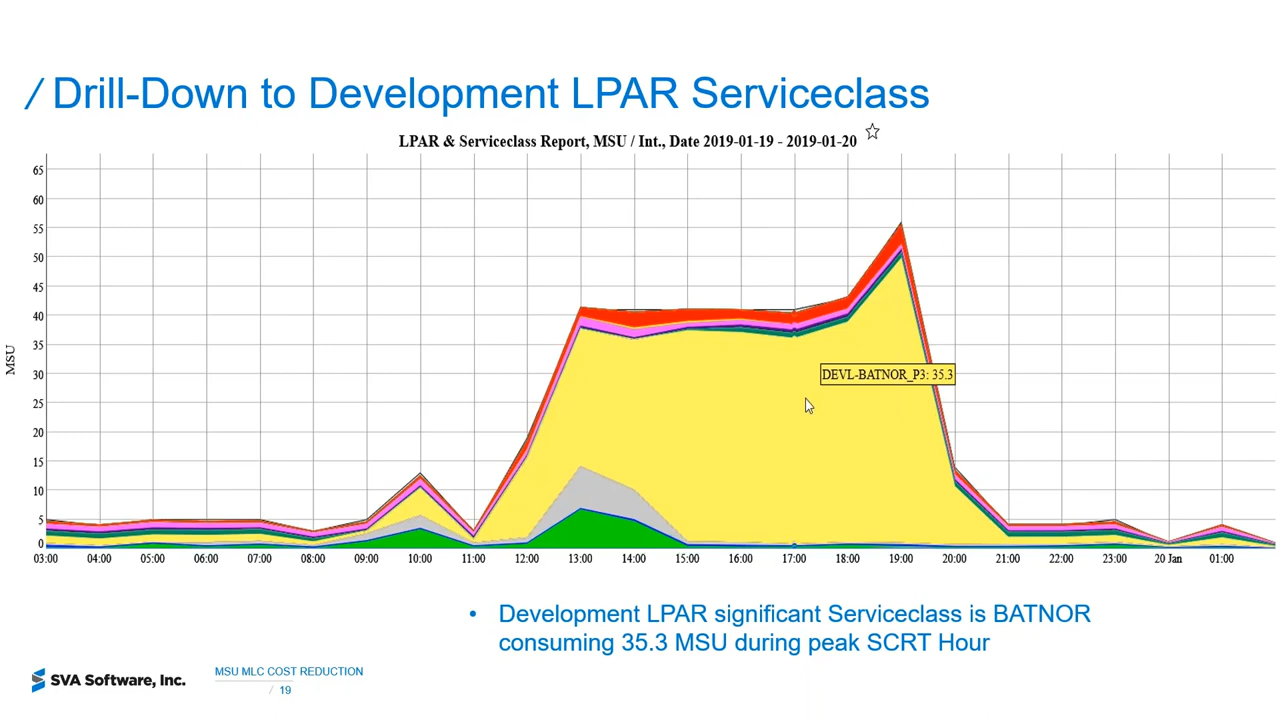 / Drill-Down to Development LPAR Serviceclass
LPAR & Serviceclass Report, MSU / Int., Date 2019-01-19 - 2019-01-20
MSU
65
60
55
50
45
40
35
30
25
20
15
10
5
0
DEVL-BATNOR_P3: 35.3
03:00 04:00 05:00 06:00 07:00 08:00 09:00 10:00 11:00 12:00 13:00 14:00 15:00 16:00 17:00 18:00 19:00 20:00 21:00 22:00 23:00 20 Jan 01:00
• Development LPAR significant Serviceclass is BATNOR
consuming 35.3 MSU during peak SCRT Hour
SVA Software, Inc.
MSU MLC COST REDUCTION
/ 19